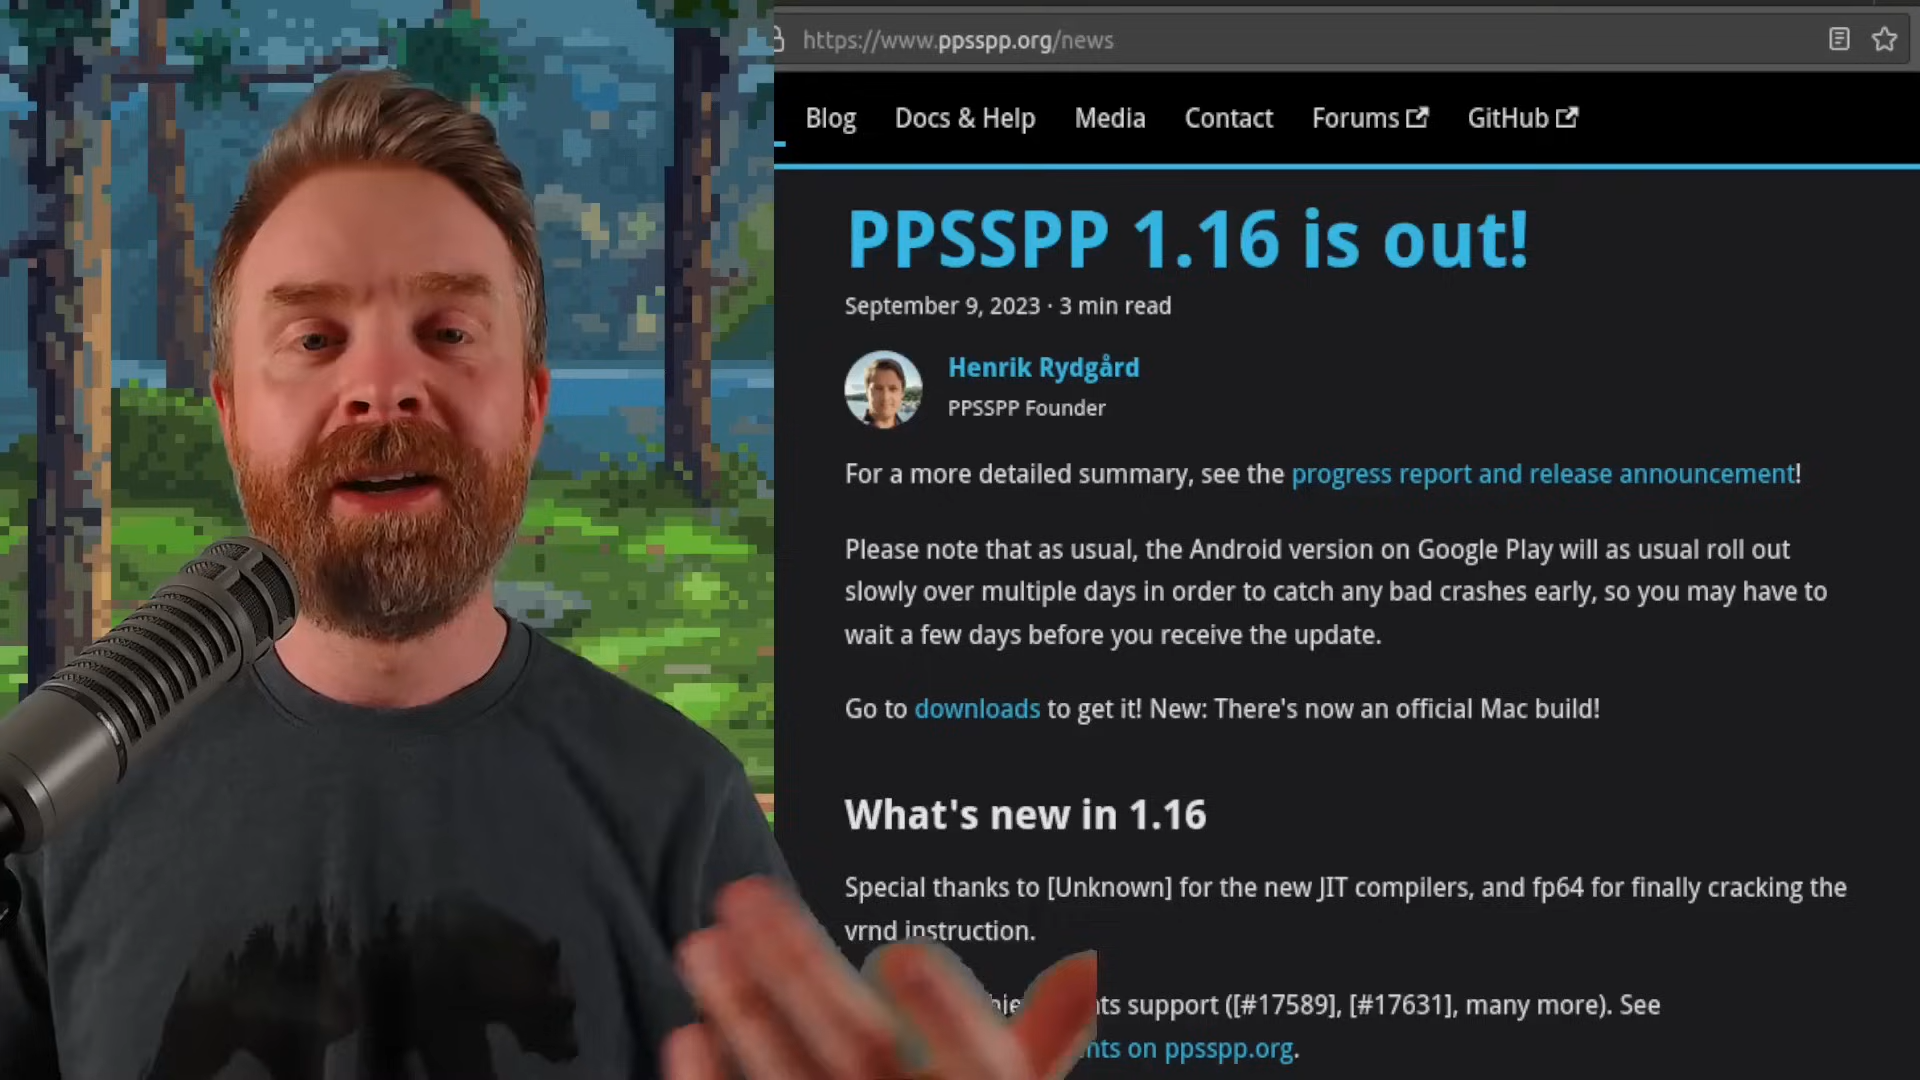 https://www.ppsspp.org/news
Blog Docs & Help Media Contact Forums GitHub
PPSSPP 1.16 is out!
September 9, 2023 · 3 min read
Henrik Rydgård
PPSSPP Founder
For a more detailed summary, see the progress report and release announcement!
Please note that as usual, the Android version on Google Play will as usual roll out
slowly over multiple days in order to catch any bad crashes early, so you may have to
wait a few days before you receive the update.
Go to downloads to get it! New: There's now an official Mac build!
What's new in 1.16
Special thanks to [Unknown] for the new JIT compilers, and fp64 for finally cracking the
vrnd instruction.
support ([#17589], [#17631], many more). See
on ppsspp.org.